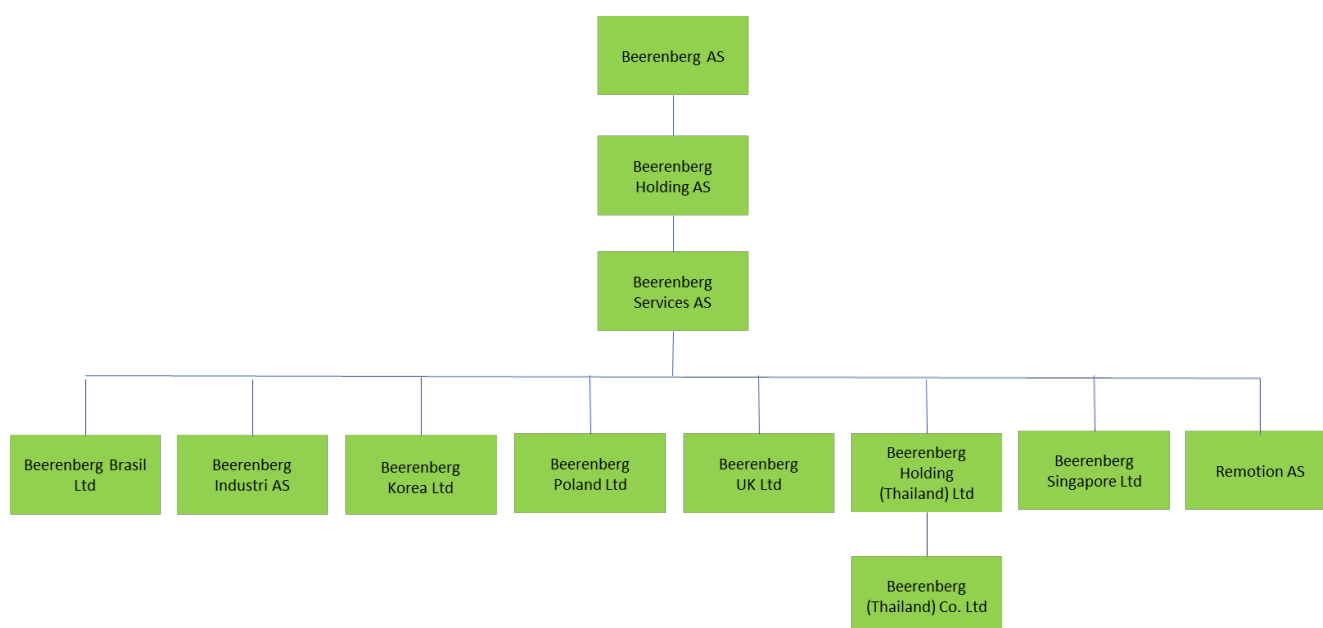 Beerenberg AS
Beerenberg
Holding AS
Beerenberg
Services AS
Beerenberg Brasil
Ltd
Beerenberg
Industri AS
Beerenberg
Korea Ltd
Beerenberg
Poland Ltd
Beerenberg
UK Ltd
Beerenberg
Holding
(Thailand) Ltd
Beerenberg
Singapore Ltd
Remotion AS
Beerenberg
(Thailand) Co. Ltd